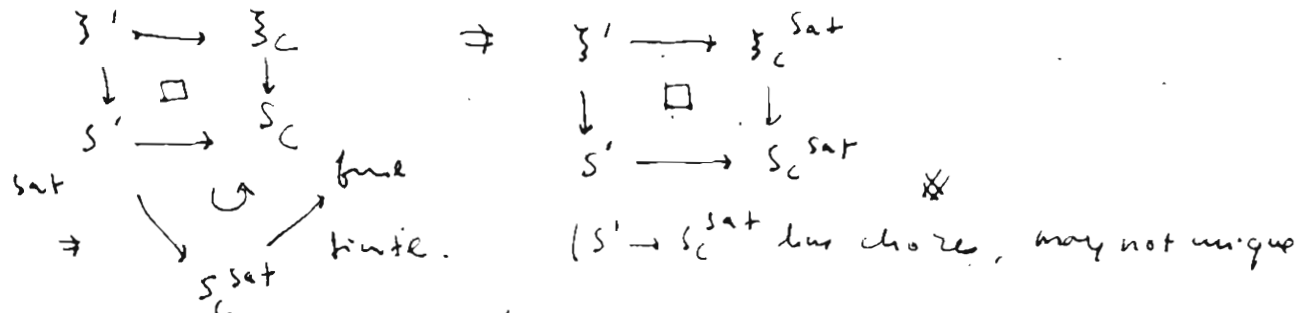 ξ' → ξ_C ⇒ ξ' → ξ_C^sat
↓ □ ↓ ↓ □ ↓
S' → S_C S' → S_C^sat
sat ↘ ↺ ↗
⇒ S_C^sat finite. (S' → S_C^sat has choice, may not unique